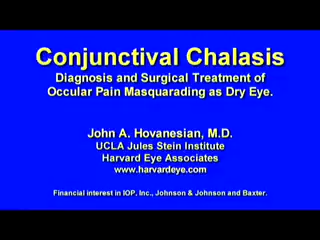 Conjunctival Chalasis
Diagnosis and Surgical Treatment of
Occular Pain Masquarading as Dry Eye.
John A. Hovanesian, M.D.
UCLA Jules Stein Institute
Harvard Eye Associates
www.harvardeye.com
Financial interest in IOP, Inc., Johnson & Johnson and Baxter.